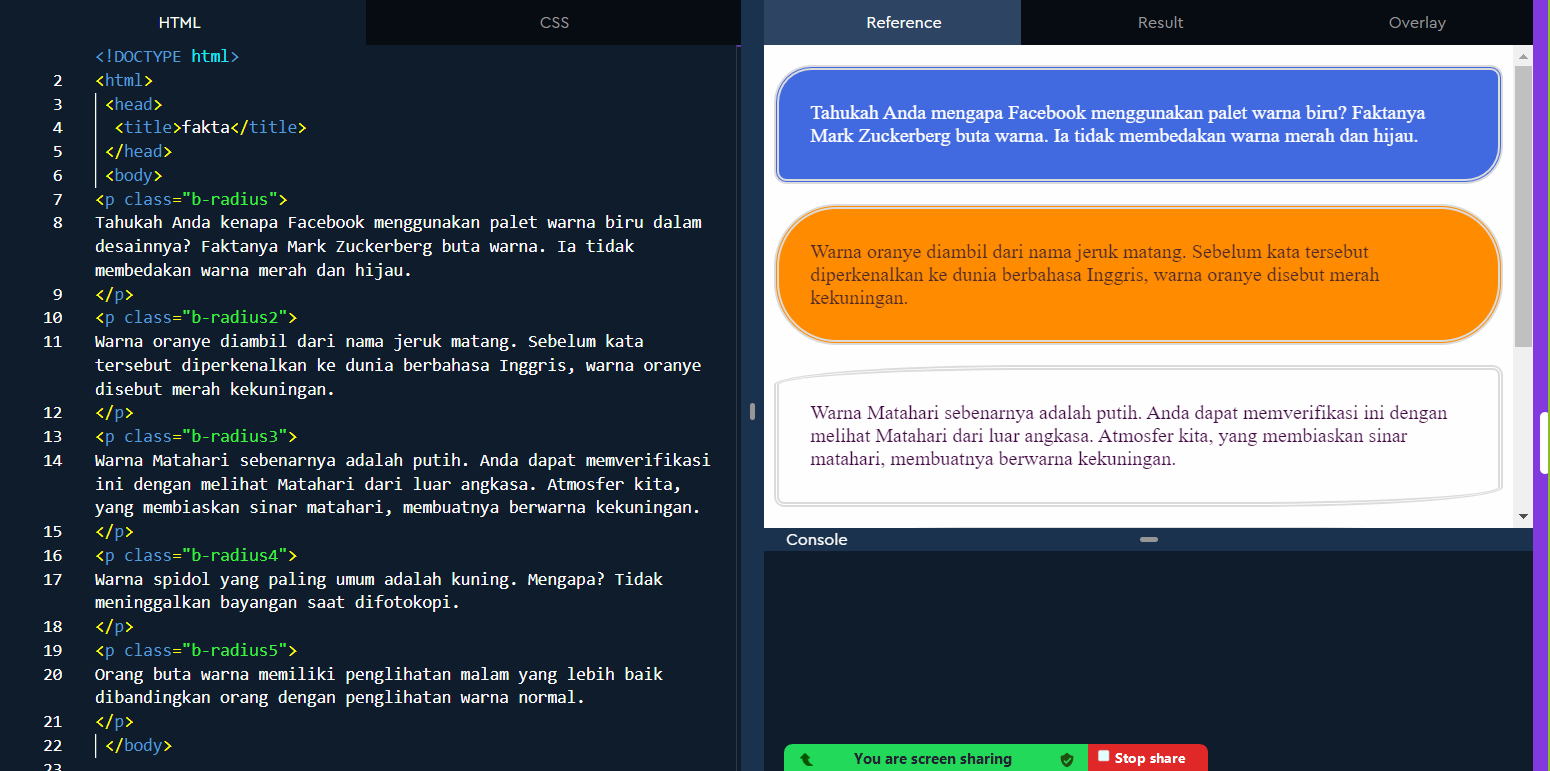 HTML
CSS
<!DOCTYPE html>
2 <html>
3 <head>
4 <title>fakta</title>
5 </head>
6 <body>
7 <p class="b-radius">
8 Tahukah Anda kenapa Facebook menggunakan palet warna biru dalam
desainnya? Faktanya Mark Zuckerberg buta warna. Ia tidak
membedakan warna merah dan hijau.
9 </p>
10 <p class="b-radius2">
11 Warna oranye diambil dari nama jeruk matang. Sebelum kata
tersebut diperkenalkan ke dunia berbahasa Inggris, warna oranye
disebut merah kekuningan.
12 </p>
13 <p class="b-radius3">
14 Warna Matahari sebenarnya adalah putih. Anda dapat memverifikasi
ini dengan melihat Matahari dari luar angkasa. Atmosfer kita,
yang membiaskan sinar matahari, membuatnya berwarna kekuningan.
15 </p>
16 <p class="b-radius4">
17 Warna spidol yang paling umum adalah kuning. Mengapa? Tidak
meninggalkan bayangan saat difotokopi.
18 </p>
19 <p class="b-radius5">
20 Orang buta warna memiliki penglihatan malam yang lebih baik
dibandingkan orang dengan penglihatan warna normal.
21 </p>
22 </body>
23
Reference
Result
Overlay
Tahukah Anda mengapa Facebook menggunakan palet warna biru? Faktanya
Mark Zuckerberg buta warna. Ia tidak membedakan warna merah dan hijau.
Warna oranye diambil dari nama jeruk matang. Sebelum kata tersebut
diperkenalkan ke dunia berbahasa Inggris, warna oranye disebut merah
kekuningan.
Warna Matahari sebenarnya adalah putih. Anda dapat memverifikasi ini dengan
melihat Matahari dari luar angkasa. Atmosfer kita, yang membiaskan sinar
matahari, membuatnya berwarna kekuningan.
Console
You are screen sharing
Stop share